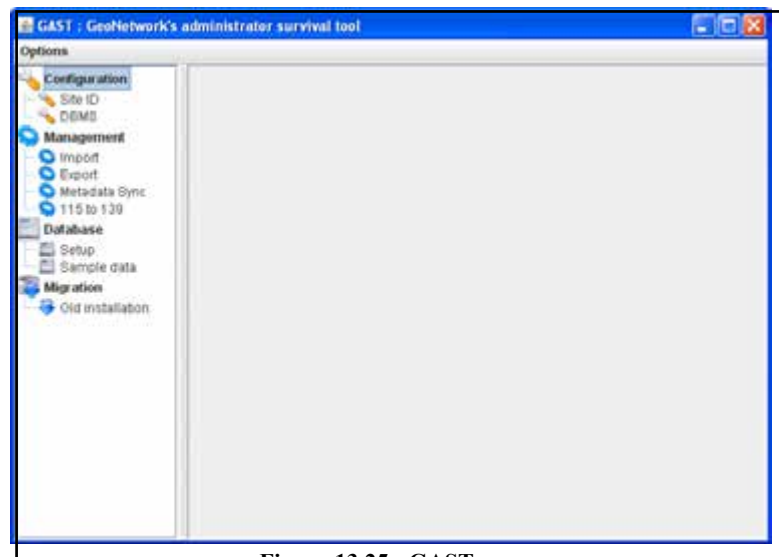 GAST : GeoNetwork's administrator survival tool
Options
Configuration
Site ID
DBMS
Management
Import
Export
Metadata Sync
115 to 139
Database
Setup
Sample data
Migration
Old installation
Figure 13.25 - GAST